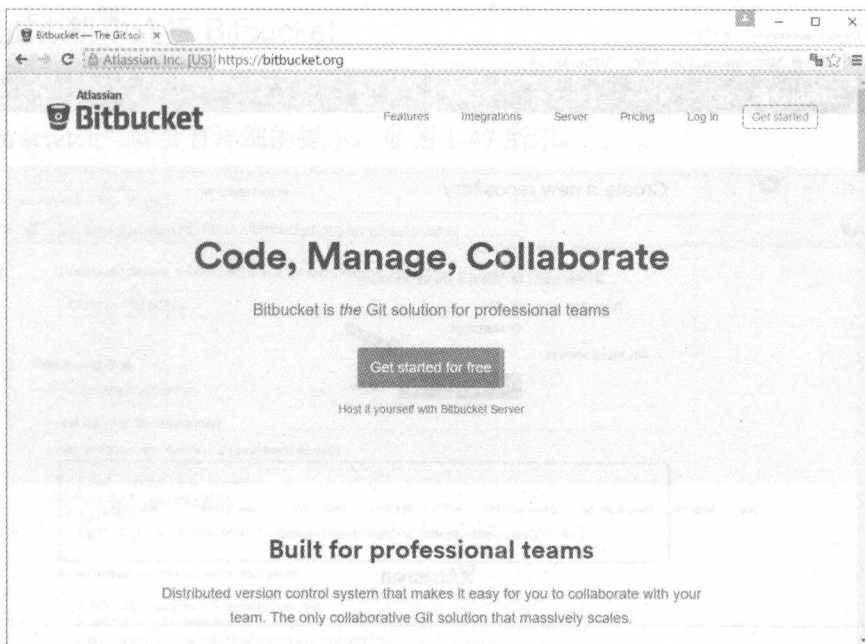 Bitbucket — The Git sol
Atlassian, Inc. [US] https://bitbucket.org
Atlassian
Bitbucket
Features Integrations Server Pricing Log in Get started
Code, Manage, Collaborate
Bitbucket is the Git solution for professional teams
Get started for free
Host it yourself with Bitbucket Server
Built for professional teams
Distributed version control system that makes it easy for you to collaborate with your
team. The only collaborative Git solution that massively scales.